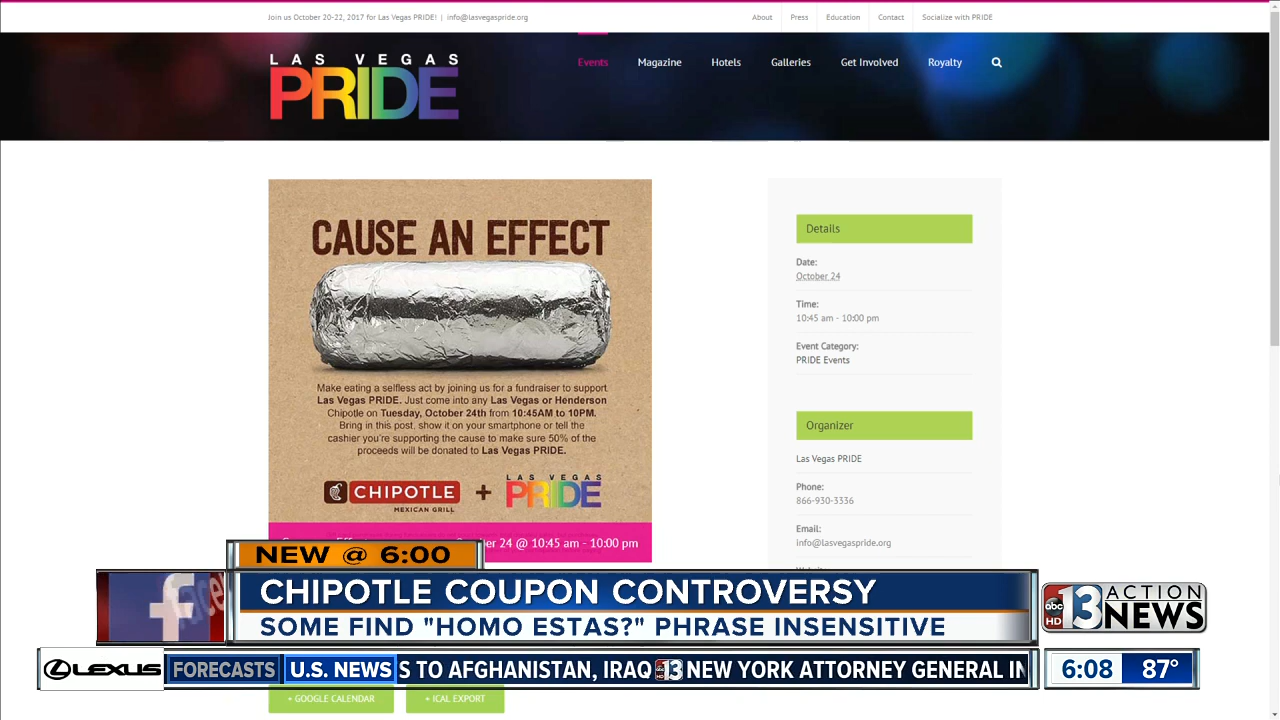 Join us October 20-22, 2017 for Las Vegas PRIDE! | info@lasvegaspride.org
About Press Education Contact Socialize with PRIDE
LAS VEGAS
PRIDE
Events Magazine Hotels Galleries Get Involved Royalty
CAUSE AN EFFECT
Make eating a selfless act by joining us for a fundraiser to support
Las Vegas PRIDE. Just come into any Las Vegas or Henderson
Chipotle on Tuesday, October 24th from 10:45AM to 10PM.
Bring in this post, show it on your smartphone or tell the
cashier you're supporting the cause to make sure 50% of the
proceeds will be donated to Las Vegas PRIDE.
CHIPOTLE
MEXICAN GRILL
+
LAS VEGAS
PRIDE
24 @ 10:45 am - 10:00 pm
Details
Date:
October 24
Time:
10:45 am - 10:00 pm
Event Category:
PRIDE Events
Organizer
Las Vegas PRIDE
Phone:
866-930-3336
Email:
info@lasvegaspride.org
NEW @ 6:00
CHIPOTLE COUPON CONTROVERSY
SOME FIND "HOMO ESTAS?" PHRASE INSENSITIVE
f
abc HD 13 ACTION NEWS
LEXUS FORECASTS U.S. NEWS S TO AFGHANISTAN, IRAQ abc HD 13 NEW YORK ATTORNEY GENERAL IN
6:08 87°
+ GOOGLE CALENDAR + ICAL EXPORT